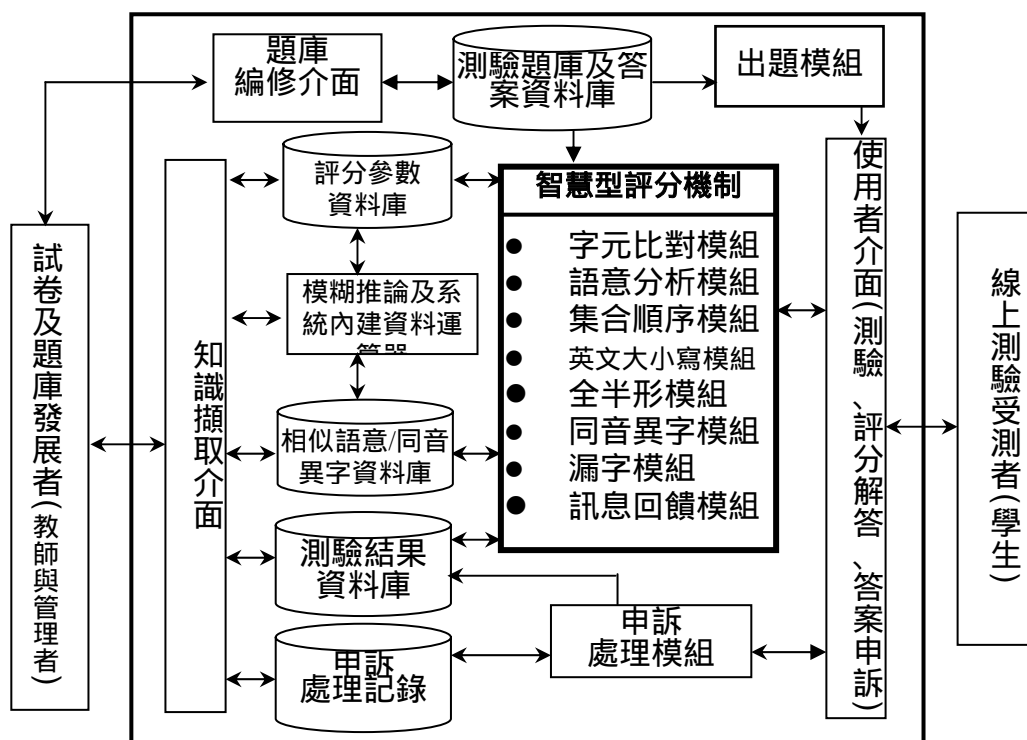 題庫
編修介面
測驗題庫及答
案資料庫
出題模組
評分參數
資料庫
智慧型評分機制
● 字元比對模組
● 語意分析模組
● 集合順序模組
● 英文大小寫模組
● 全半形模組
● 同音異字模組
● 漏字模組
● 訊息回饋模組
模糊推論及系
統內建資料運
算器
相似語意/同音
異字資料庫
測驗結果
資料庫
申訴
處理記錄
申訴
處理模組
試卷及題庫發展者(教師與管理者)
知識擷取介面
使用者介面(測驗、評分解答、答案申訴)
線上測驗受測者(學生)